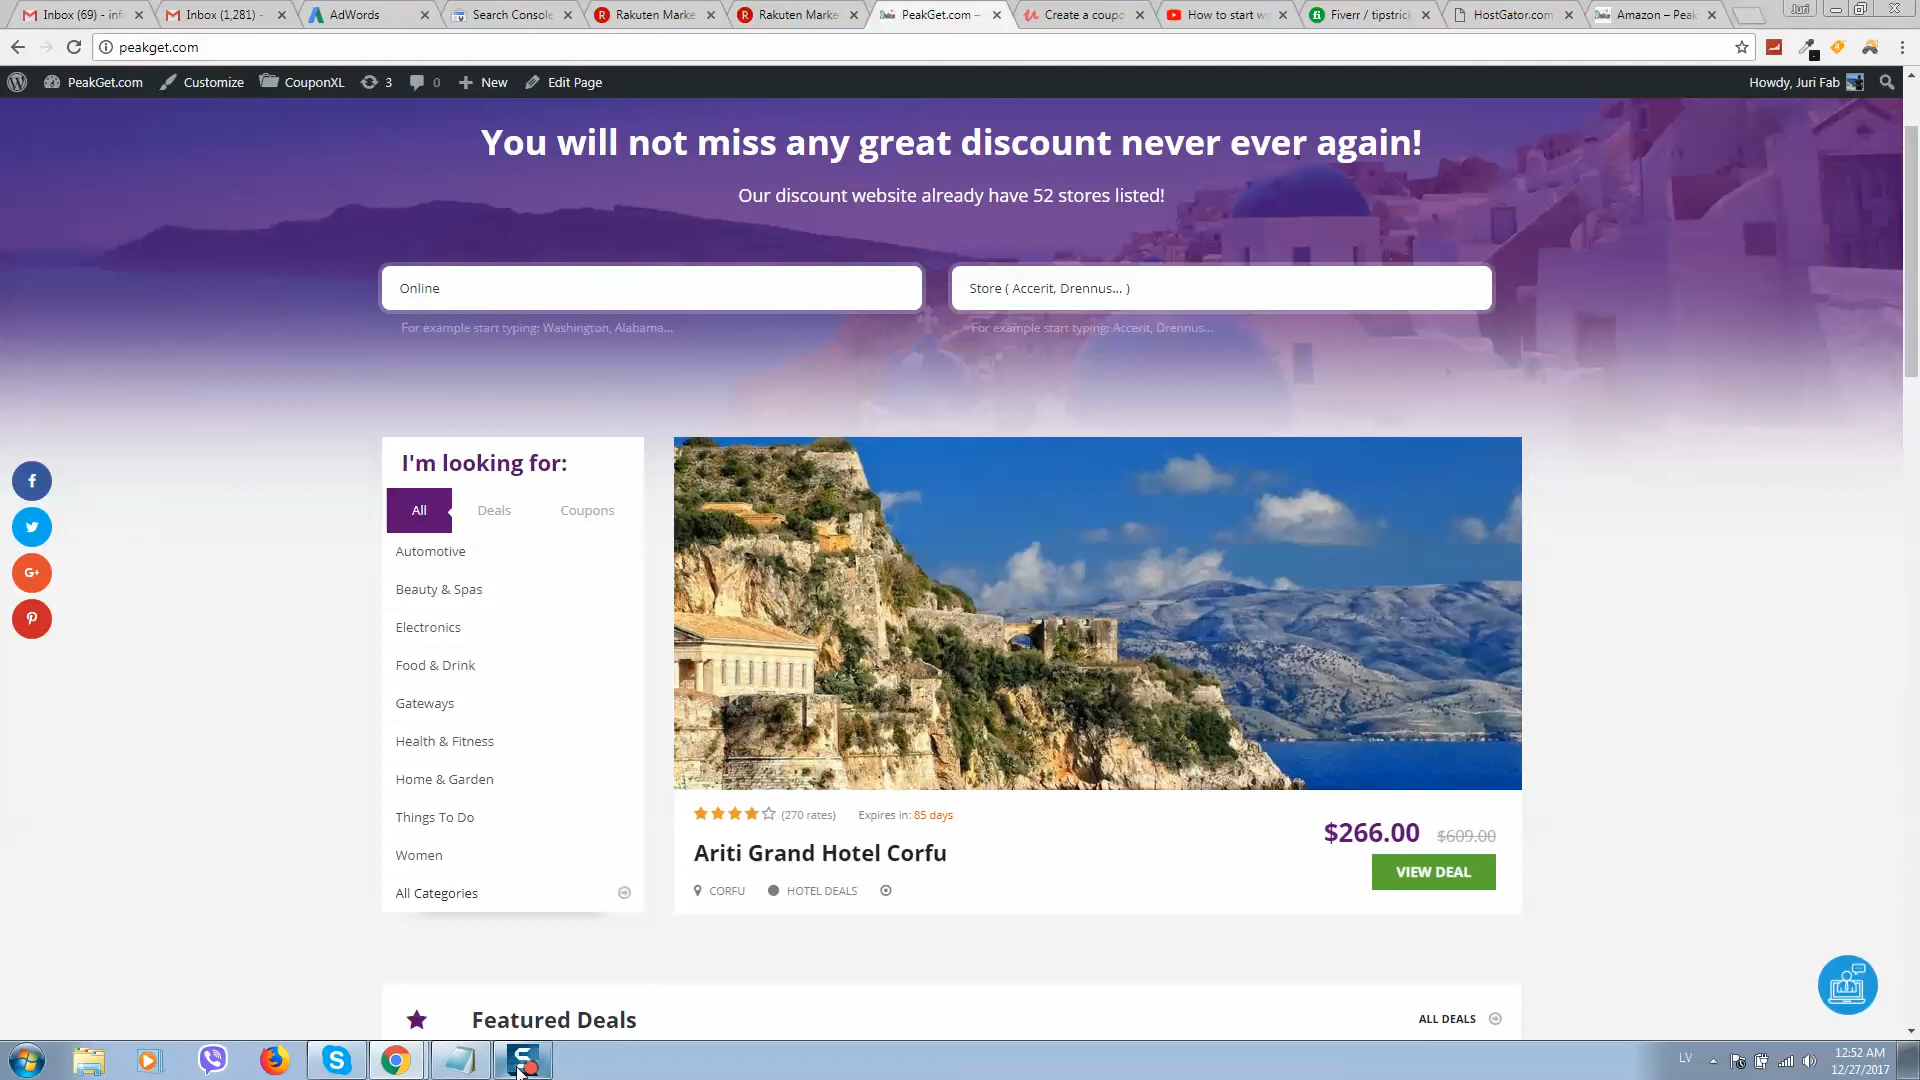 Inbox (69) - inf
Inbox (1,281) -
AdWords
Search Console
Rakuten Marke
Rakuten Marke
PeakGet.com –
Create a coupo
How to start w
Fiverr / tipstrick
HostGator.com
Amazon – Peak
Juri
peakget.com
PeakGet.com
Customize
CouponXL
3
0
New
Edit Page
Howdy, Juri Fab
You will not miss any great discount never ever again!
Our discount website already have 52 stores listed!
Online
Store ( Accerit, Drennus... )
For example start typing: Washington, Alabama...
For example start typing: Accerit, Drennus...
I'm looking for:
All
Deals
Coupons
Automotive
Beauty & Spas
Electronics
Food & Drink
Gateways
Health & Fitness
Home & Garden
Things To Do
Women
All Categories
(270 rates)
Expires in: 85 days
$266.00
$609.00
Ariti Grand Hotel Corfu
VIEW DEAL
CORFU
HOTEL DEALS
Featured Deals
ALL DEALS
LV
12:52 AM
12/27/2017